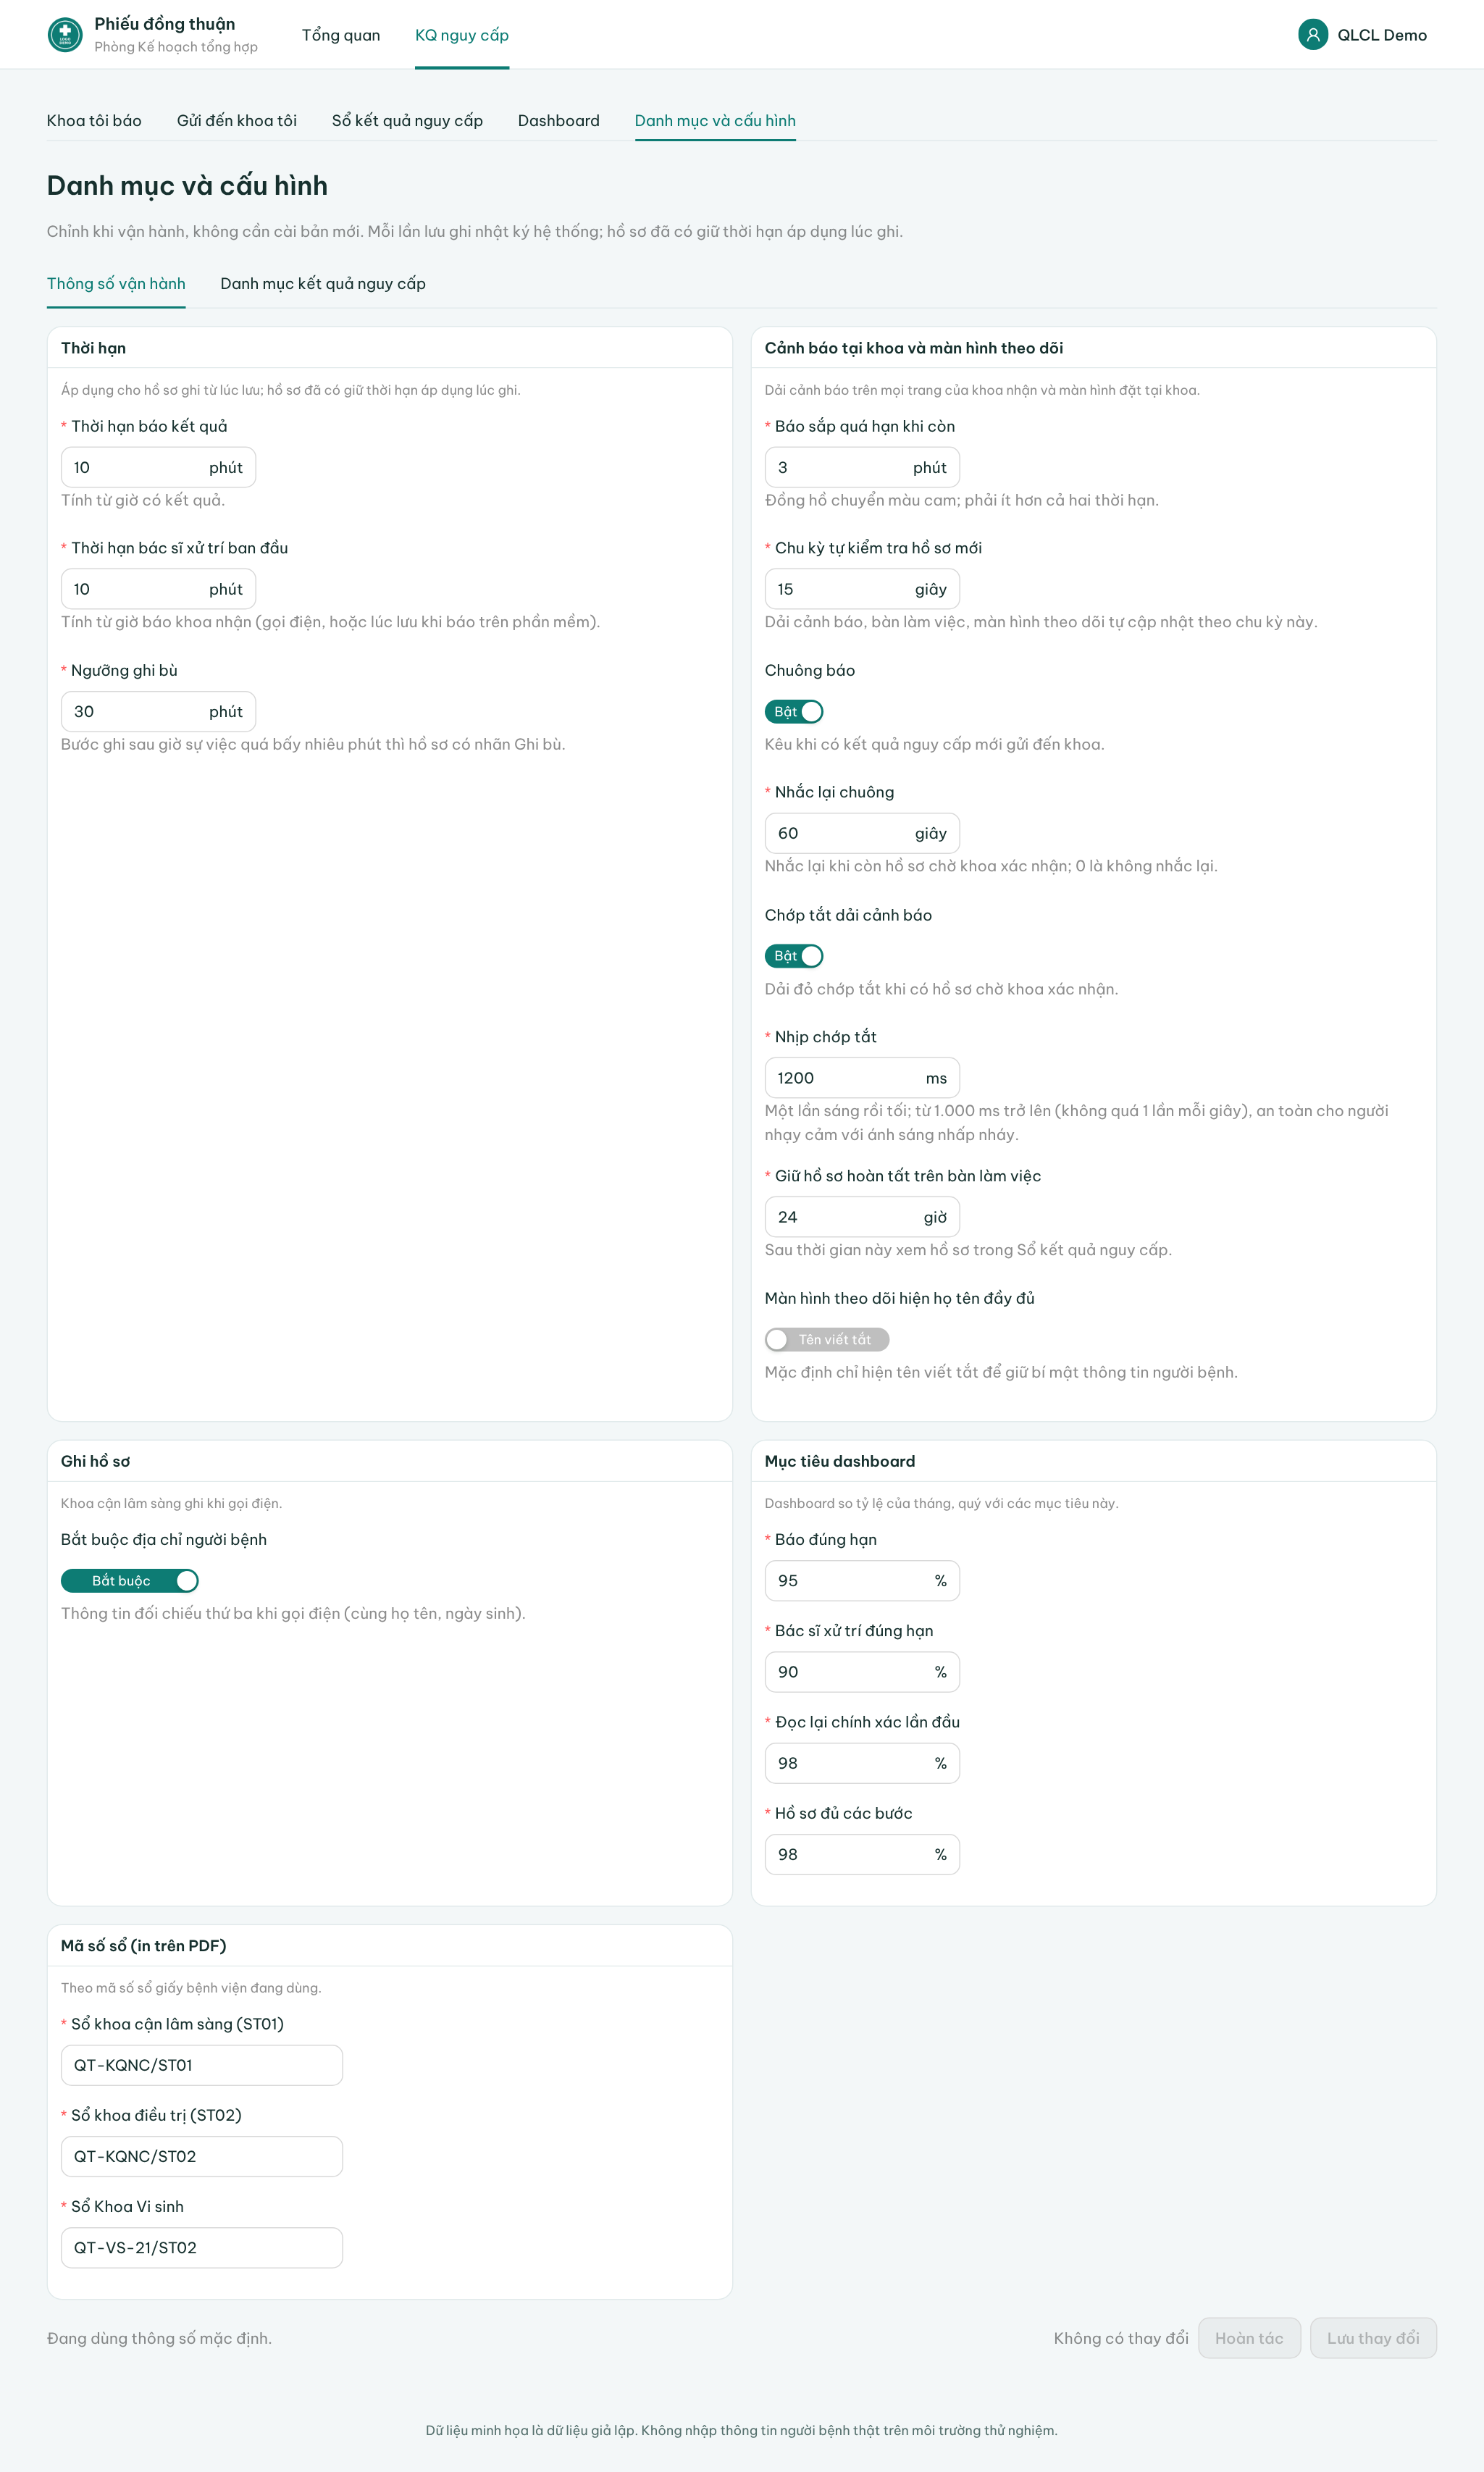 Phiếu đồng thuận
Phòng Kế hoạch tổng hợp
Tổng quan
KQ nguy cấp
QLCL Demo
Khoa tôi báo
Gửi đến khoa tôi
Sổ kết quả nguy cấp
Dashboard
Danh mục và cấu hình
Danh mục và cấu hình
Chỉnh khi vận hành, không cần cài bản mới. Mỗi lần lưu ghi nhật ký hệ thống; hồ sơ đã có giữ thời hạn áp dụng lúc ghi.
Thông số vận hành
Danh mục kết quả nguy cấp
Thời hạn
Áp dụng cho hồ sơ ghi từ lúc lưu; hồ sơ đã có giữ thời hạn áp dụng lúc ghi.
* Thời hạn báo kết quả
10 phút
Tính từ giờ có kết quả.
* Thời hạn bác sĩ xử trí ban đầu
10 phút
Tính từ giờ báo khoa nhận (gọi điện, hoặc lúc lưu khi báo trên phần mềm).
* Ngưỡng ghi bù
30 phút
Bước ghi sau giờ sự việc quá bấy nhiêu phút thì hồ sơ có nhãn Ghi bù.
Cảnh báo tại khoa và màn hình theo dõi
Dải cảnh báo trên mọi trang của khoa nhận và màn hình đặt tại khoa.
* Báo sắp quá hạn khi còn
3 phút
Đồng hồ chuyển màu cam; phải ít hơn cả hai thời hạn.
* Chu kỳ tự kiểm tra hồ sơ mới
15 giây
Dải cảnh báo, bàn làm việc, màn hình theo dõi tự cập nhật theo chu kỳ này.
Chuông báo
Bật
Kêu khi có kết quả nguy cấp mới gửi đến khoa.
* Nhắc lại chuông
60 giây
Nhắc lại khi còn hồ sơ chờ khoa xác nhận; 0 là không nhắc lại.
Chớp tắt dải cảnh báo
Bật
Dải đỏ chớp tắt khi có hồ sơ chờ khoa xác nhận.
* Nhịp chớp tắt
1200 ms
Một lần sáng rồi tối; từ 1.000 ms trở lên (không quá 1 lần mỗi giây), an toàn cho người
nhạy cảm với ánh sáng nhấp nháy.
* Giữ hồ sơ hoàn tất trên bàn làm việc
24 giờ
Sau thời gian này xem hồ sơ trong Sổ kết quả nguy cấp.
Màn hình theo dõi hiện họ tên đầy đủ
Tên viết tắt
Mặc định chỉ hiện tên viết tắt để giữ bí mật thông tin người bệnh.
Ghi hồ sơ
Khoa cận lâm sàng ghi khi gọi điện.
Bắt buộc địa chỉ người bệnh
Bắt buộc
Thông tin đối chiếu thứ ba khi gọi điện (cùng họ tên, ngày sinh).
Mục tiêu dashboard
Dashboard so tỷ lệ của tháng, quý với các mục tiêu này.
* Báo đúng hạn
95 %
* Bác sĩ xử trí đúng hạn
90 %
* Đọc lại chính xác lần đầu
98 %
* Hồ sơ đủ các bước
98 %
Mã số sổ (in trên PDF)
Theo mã số sổ giấy bệnh viện đang dùng.
* Sổ khoa cận lâm sàng (ST01)
QT-KQNC/ST01
* Sổ khoa điều trị (ST02)
QT-KQNC/ST02
* Sổ Khoa Vi sinh
QT-VS-21/ST02
Đang dùng thông số mặc định.
Không có thay đổi
Hoàn tác
Lưu thay đổi
Dữ liệu minh họa là dữ liệu giả lập. Không nhập thông tin người bệnh thật trên môi trường thử nghiệm.